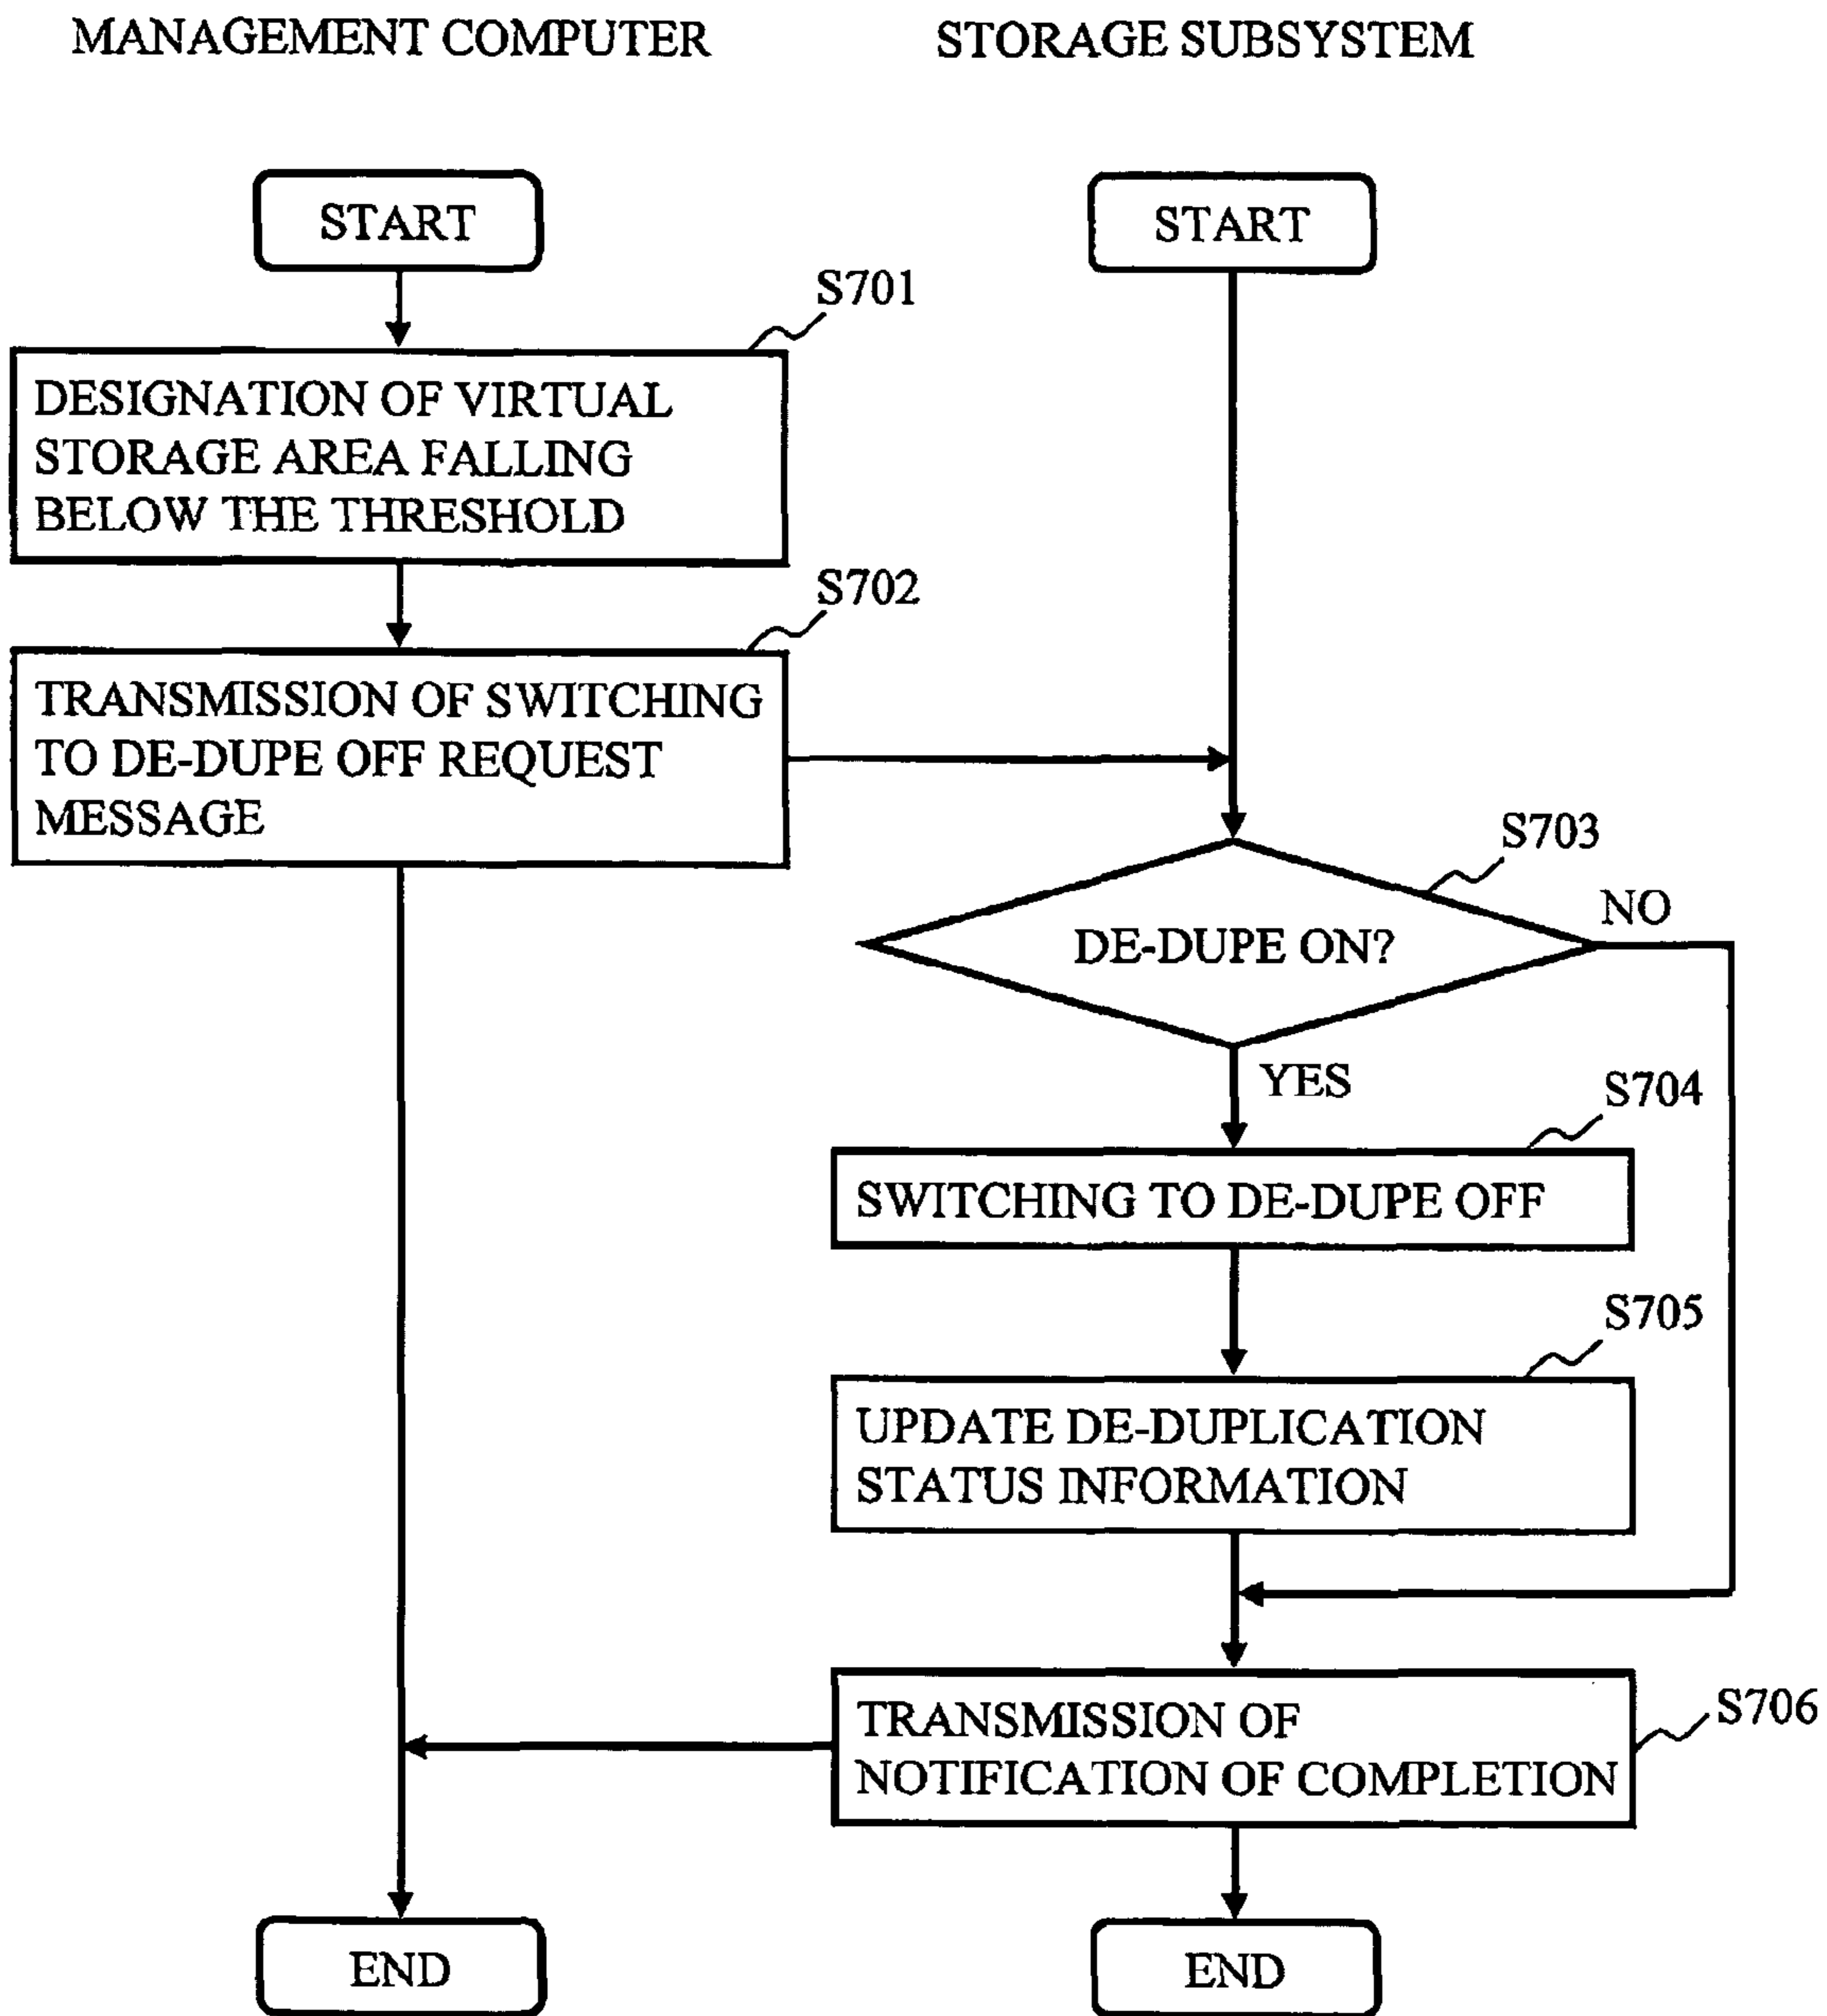 MANAGEMENT COMPUTER
STORAGE SUBSYSTEM
START
START
S701
DESIGNATION OF VIRTUAL
STORAGE AREA FALLING
BELOW THE THRESHOLD
S702
TRANSMISSION OF SWITCHING
TO DE-DUPE OFF REQUEST
MESSAGE
S703
DE-DUPE ON?
NO
YES
S704
SWITCHING TO DE-DUPE OFF
S705
UPDATE DE-DUPLICATION
STATUS INFORMATION
S706
TRANSMISSION OF
NOTIFICATION OF COMPLETION
END
END